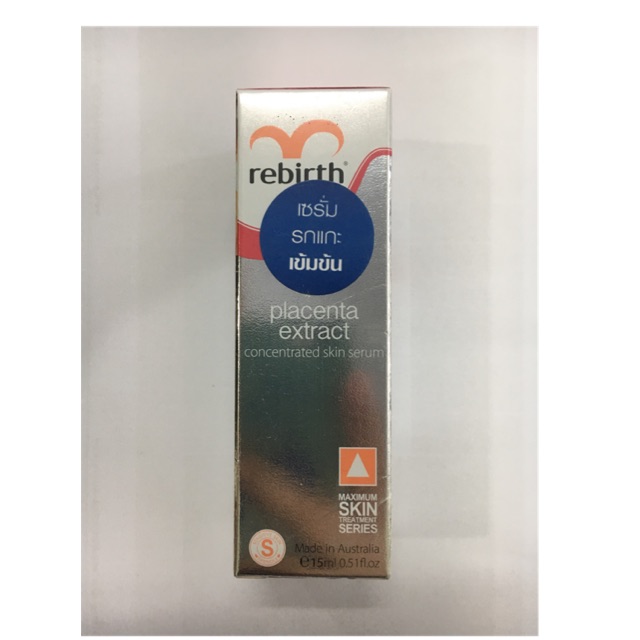 rebirth®
เซรั่ม
รกแกะ
เข้มข้น
placenta
extract
concentrated skin serum
MAXIMUM
SKIN
TREATMENT
SERIES
S
Made in Australia
℮15ml 0.51fl.oz